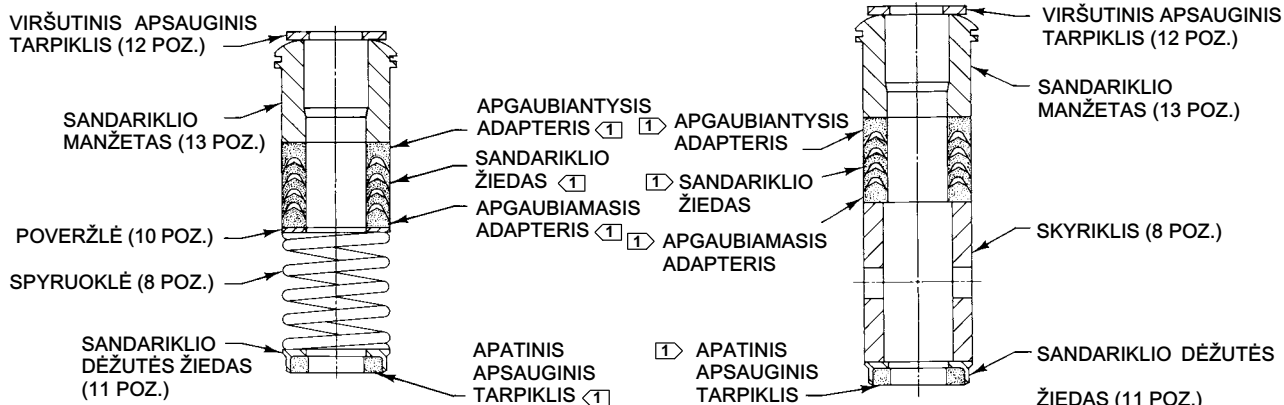 VIRŠUTINIS APSAUGINIS
TARPIKLIS (12 POZ.)
SANDARIKLIO
MANŽETAS (13 POZ.)
POVERŽLĖ (10 POZ.)
SPYRUOKLĖ (8 POZ.)
SANDARIKLIO
DĖŽUTĖS ŽIEDAS
(11 POZ.)
APGAUBIANTYSIS
ADAPTERIS 1
SANDARIKLIO
ŽIEDAS 1
APGAUBIAMASIS
ADAPTERIS 1
APATINIS
APSAUGINIS
TARPIKLIS 1
1 APGAUBIANTYSIS
ADAPTERIS
1 SANDARIKLIO
ŽIEDAS
1 APGAUBIAMASIS
ADAPTERIS
1 APATINIS
APSAUGINIS
TARPIKLIS
VIRŠUTINIS APSAUGINIS
TARPIKLIS (12 POZ.)
SANDARIKLIO
MANŽETAS (13 POZ.)
SKYRIKLIS (8 POZ.)
SANDARIKLIO DĖŽUTĖS
ŽIEDAS (11 POZ.)